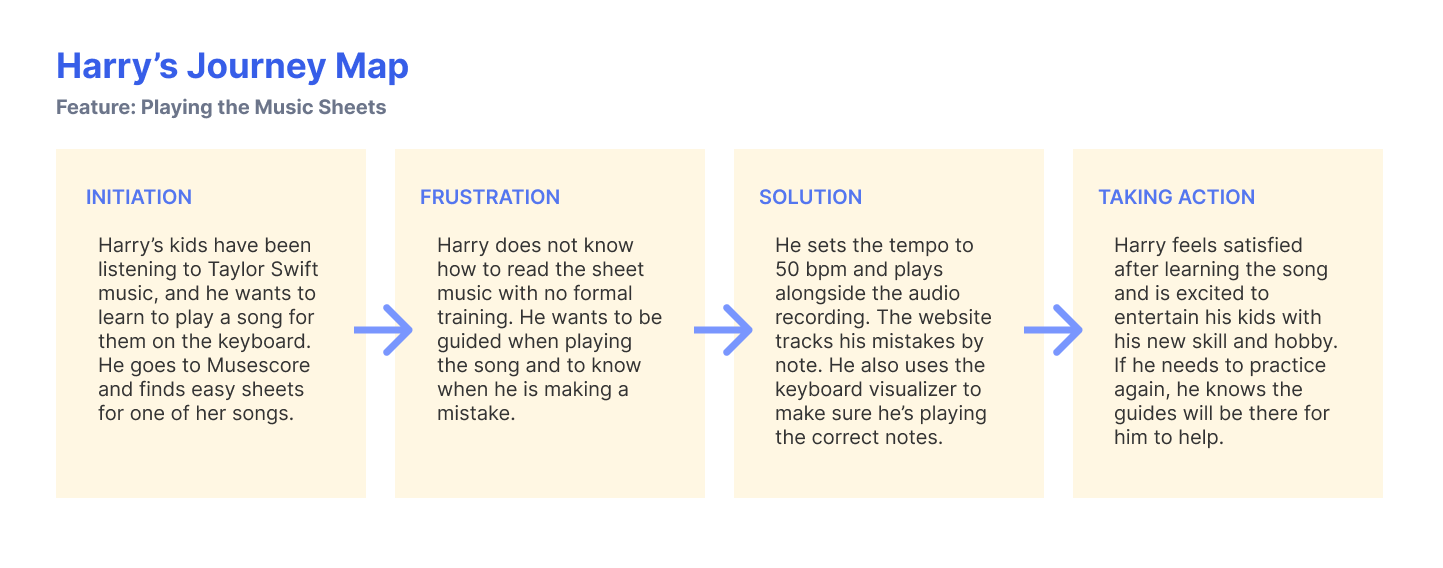 Harry’s Journey Map
Feature: Playing the Music Sheets
INITIATION
Harry’s kids have been
listening to Taylor Swift
music, and he wants to
learn to play a song for
them on the keyboard.
He goes to Musescore
and finds easy sheets
for one of her songs.
FRUSTRATION
Harry does not know
how to read the sheet
music with no formal
training. He wants to be
guided when playing
the song and to know
when he is making a
mistake.
SOLUTION
He sets the tempo to
50 bpm and plays
alongside the audio
recording. The website
tracks his mistakes by
note. He also uses the
keyboard visualizer to
make sure he’s playing
the correct notes.
TAKING ACTION
Harry feels satisfied
after learning the song
and is excited to
entertain his kids with
his new skill and hobby.
If he needs to practice
again, he knows the
guides will be there for
him to help.